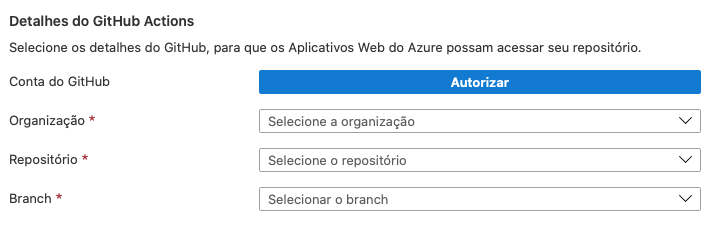 Detalhes do GitHub Actions
Selecione os detalhes do GitHub, para que os Aplicativos Web do Azure possam acessar seu repositório.
Conta do GitHub
Autorizar
Organização *
Selecione a organização
Repositório *
Selecione o repositório
Branch *
Selecionar o branch